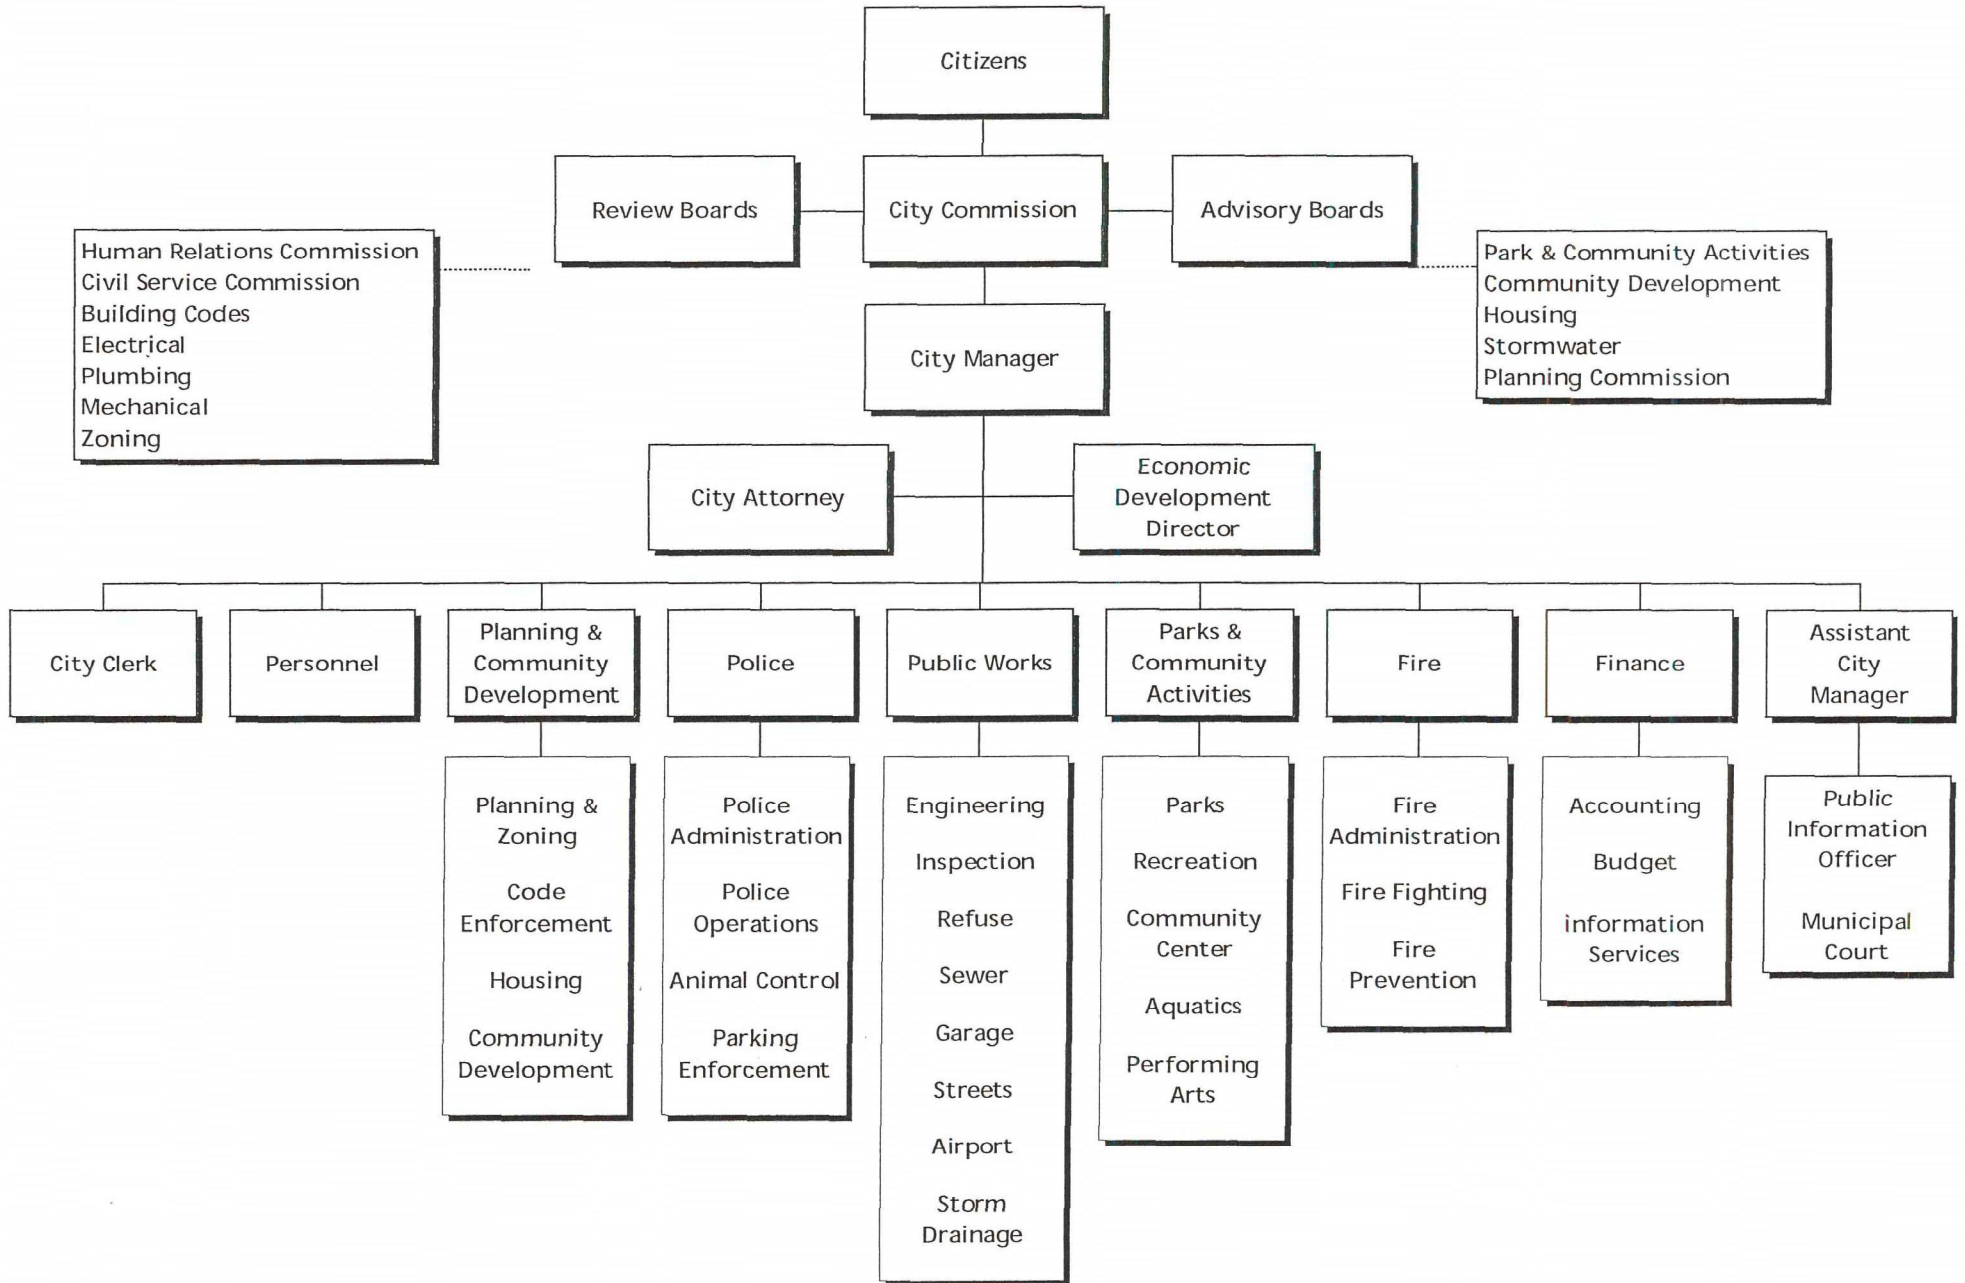 Citizens
Review Boards
City Commission
Advisory Boards
Human Relations Commission
Civil Service Commission
Building Codes
Electrical
Plumbing
Mechanical
Zoning
Park & Community Activities
Community Development
Housing
Stormwater
Planning Commission
City Manager
City Attorney
Economic
Development
Director
City Clerk
Personnel
Planning &
Community
Development
Police
Public Works
Parks &
Community
Activities
Fire
Finance
Assistant
City
Manager
Planning &
Zoning
Code
Enforcement
Housing
Community
Development
Police
Administration
Police
Operations
Animal Control
Parking
Enforcement
Engineering
Inspection
Refuse
Sewer
Garage
Streets
Airport
Storm
Drainage
Parks
Recreation
Community
Center
Aquatics
Performing
Arts
Fire
Administration
Fire Fighting
Fire
Prevention
Accounting
Budget
information
Services
Public
Information
Officer
Municipal
Court